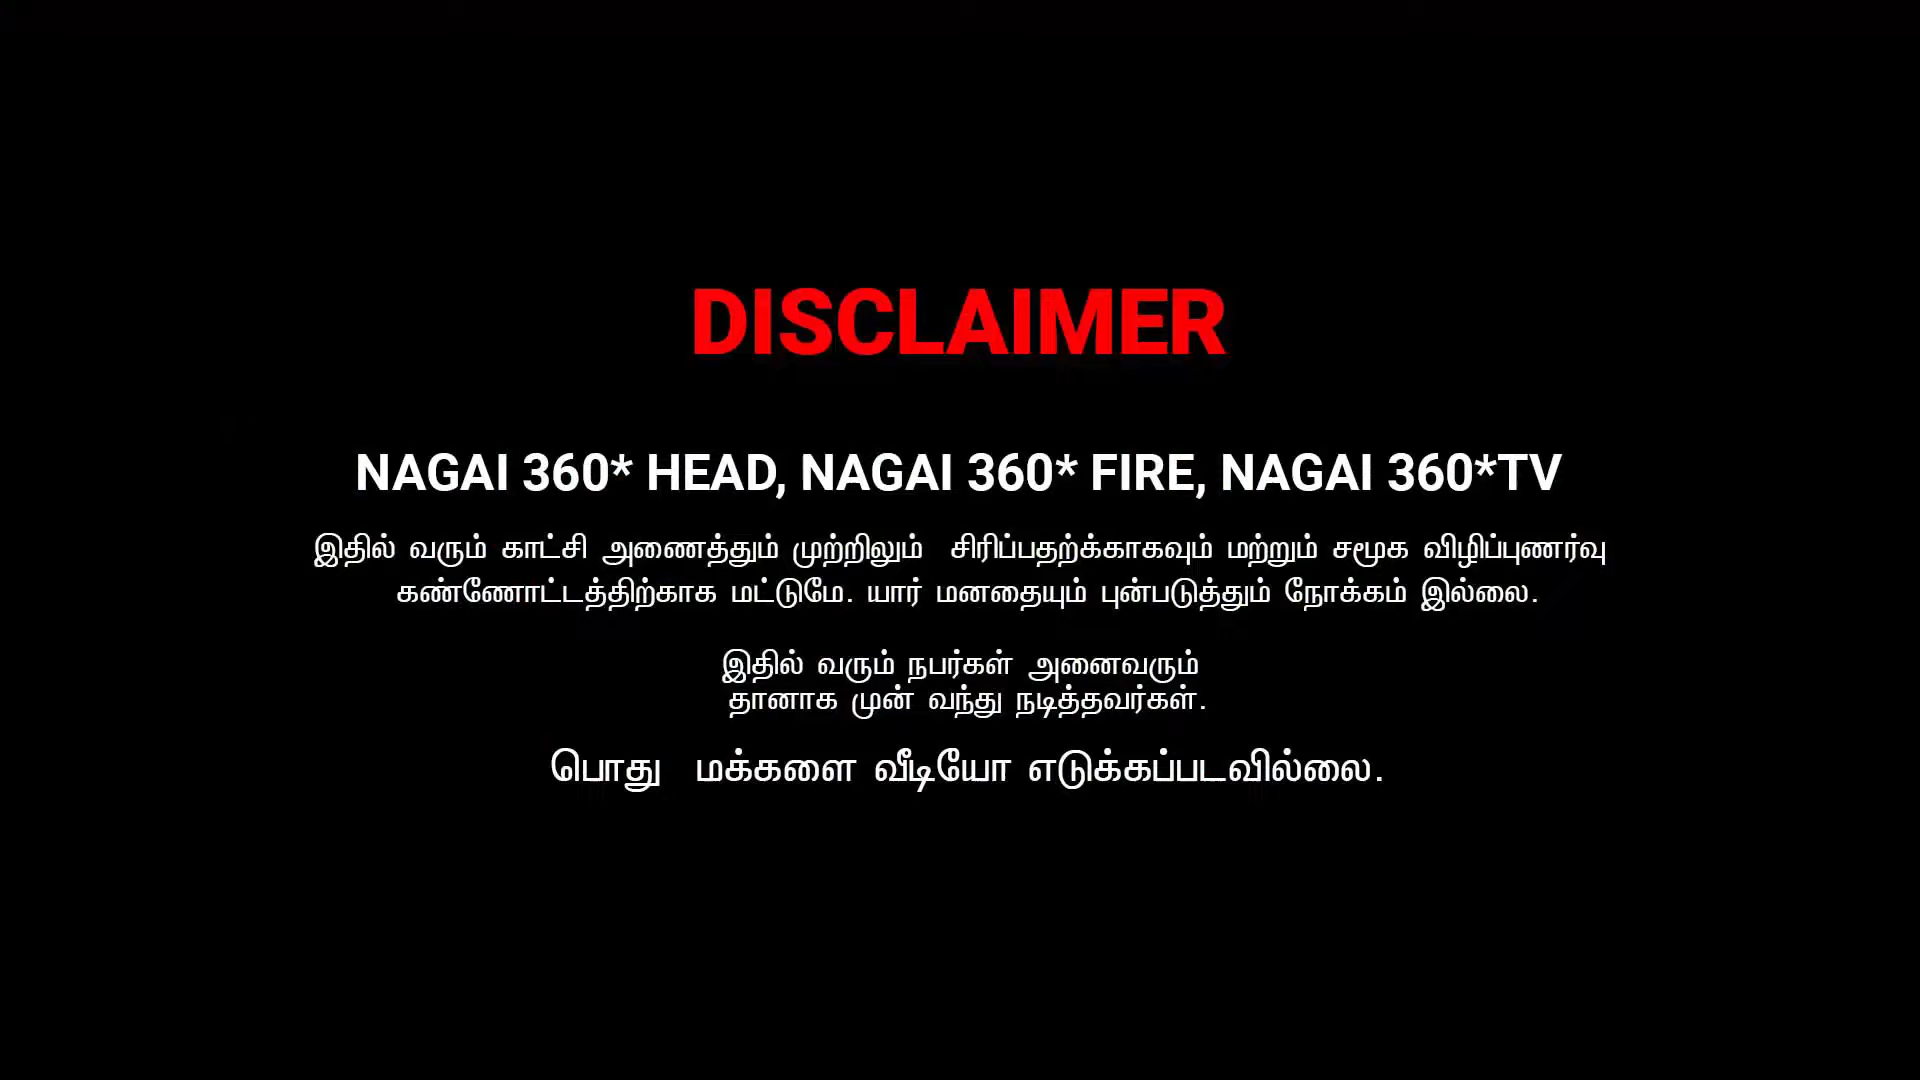 DISCLAIMER
NAGAI 360* HEAD, NAGAI 360* FIRE, NAGAI 360*TV
இதில் வரும் காட்சி அணைத்தும் முற்றிலும் சிரிப்பதற்க்காகவும் மற்றும் சமூக விழிப்புணர்வு
கண்ணோட்டத்திற்காக மட்டுமே. யார் மனதையும் புன்படுத்தும் நோக்கம் இல்லை.
இதில் வரும் நபர்கள் அனைவரும்
தானாக முன் வந்து நடித்தவர்கள்.
பொது மக்களை வீடியோ எடுக்கப்படவில்லை.